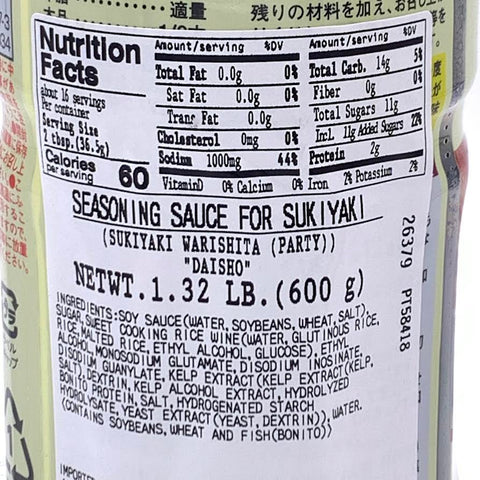 適量
残りの材料を加え、お召し上
Nutrition
Facts
about 16 servings
Per container
Serving Size
2 tbsp.(36.5g)
Calories
per serving 60
Amount/serving %DV
Total Fat 0.0g 0%
Sat Fat 0.0g 0%
Trans Fat 0.0g
Cholesterol 0mg 0%
Sodium 1000mg 44%
Amount/serving %DV
Total Carb. 14g 5%
Fiber 0g 0%
Total Sugars 11g
Incl. 11g Added Sugars 22%
Protein 2g
VitaminD 0% Calcium 0% Iron 2% Potassium 2%
SEASONING SAUCE FOR SUKIYAKI
(SUKIYAKI WARISHITA (PARTY))
"DAISHO"
NETWT.1.32 LB.(600 g)
INGREDIENTS:SOY SAUCE(WATER, SOYBEANS, WHEAT, SALT),
SUGAR, SWEET COOKING RICE WINE(WATER, GLUTINOUS RICE,
RICE, MALTED RICE, ETHYL ALCOHOL, GLUCOSE), ETHYL
ALCOHOL, MONOSODIUM GLUTAMATE, DISODIUM INOSINATE,
DISODIUM GUANYLATE, KELP EXTRACT(KELP EXTRACT(KELP,
SALT), DEXTRIN, KELP ALCOHOL EXTRACT, HYDROLYZED
BONITO PROTEIN, SALT, HYDROGENATED STARCH
HYDROLYSATE, YEAST EXTRACT(YEAST, DEXTRIN)), WATER.
(CONTAINS SOYBEANS, WHEAT AND FISH(BONITO))
26379 PT58418